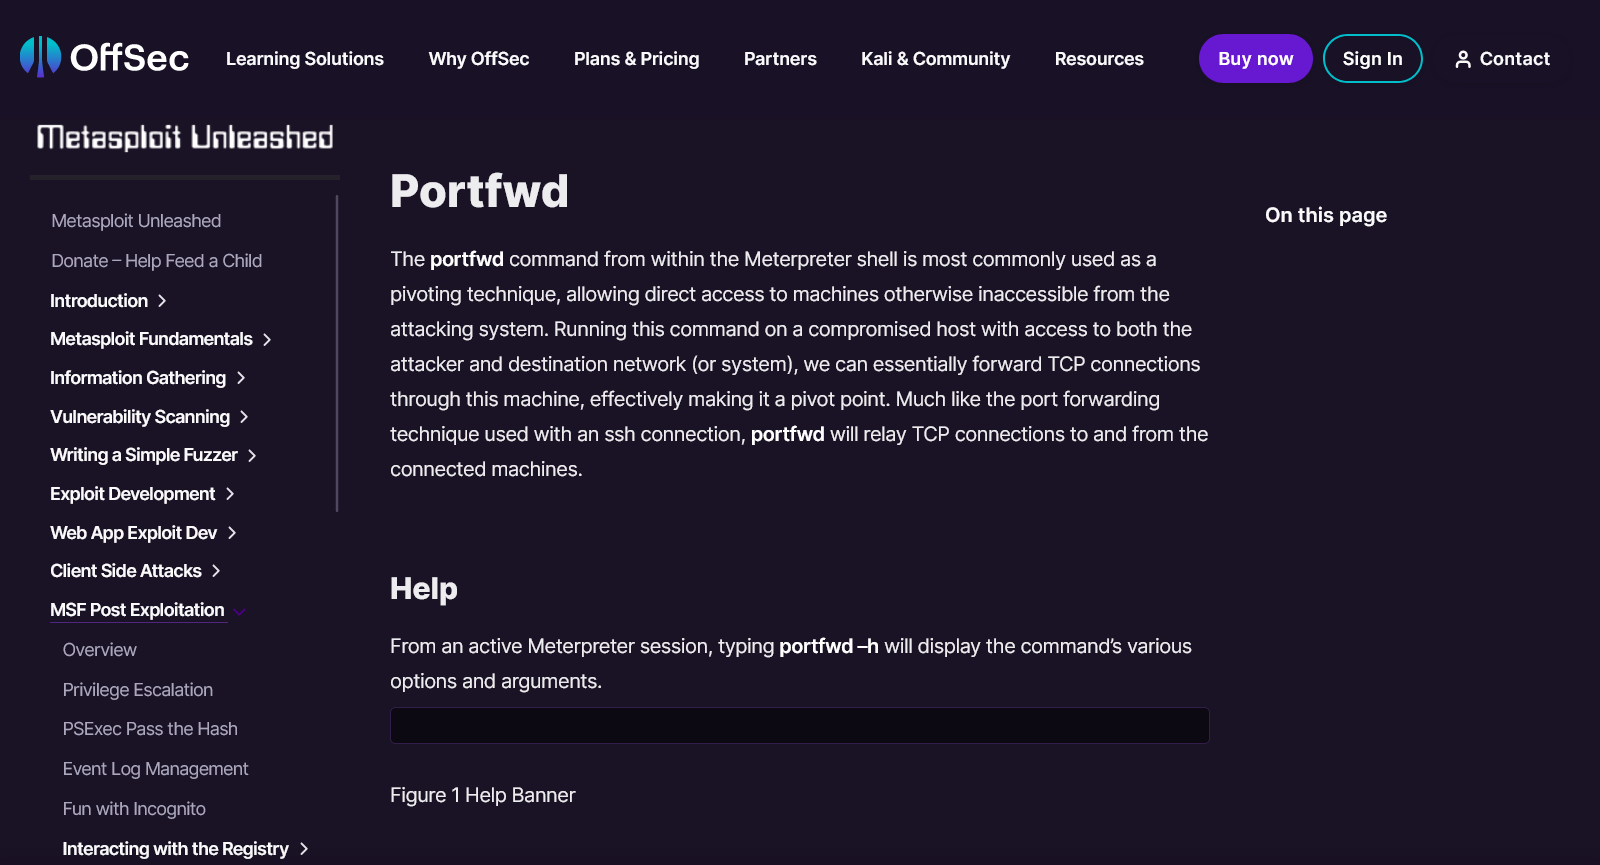 OffSec
Learning Solutions
Why OffSec
Plans & Pricing
Partners
Kali & Community
Resources
Buy now
Sign In
Contact
Metasploit Unleashed
Metasploit Unleashed
Donate – Help Feed a Child
Introduction
Metasploit Fundamentals
Information Gathering
Vulnerability Scanning
Writing a Simple Fuzzer
Exploit Development
Web App Exploit Dev
Client Side Attacks
MSF Post Exploitation
Overview
Privilege Escalation
PSExec Pass the Hash
Event Log Management
Fun with Incognito
Interacting with the Registry
Portfwd
The portfwd command from within the Meterpreter shell is most commonly used as a
pivoting technique, allowing direct access to machines otherwise inaccessible from the
attacking system. Running this command on a compromised host with access to both the
attacker and destination network (or system), we can essentially forward TCP connections
through this machine, effectively making it a pivot point. Much like the port forwarding
technique used with an ssh connection, portfwd will relay TCP connections to and from the
connected machines.
Help
From an active Meterpreter session, typing portfwd –h will display the command’s various
options and arguments.
Figure 1 Help Banner
On this page